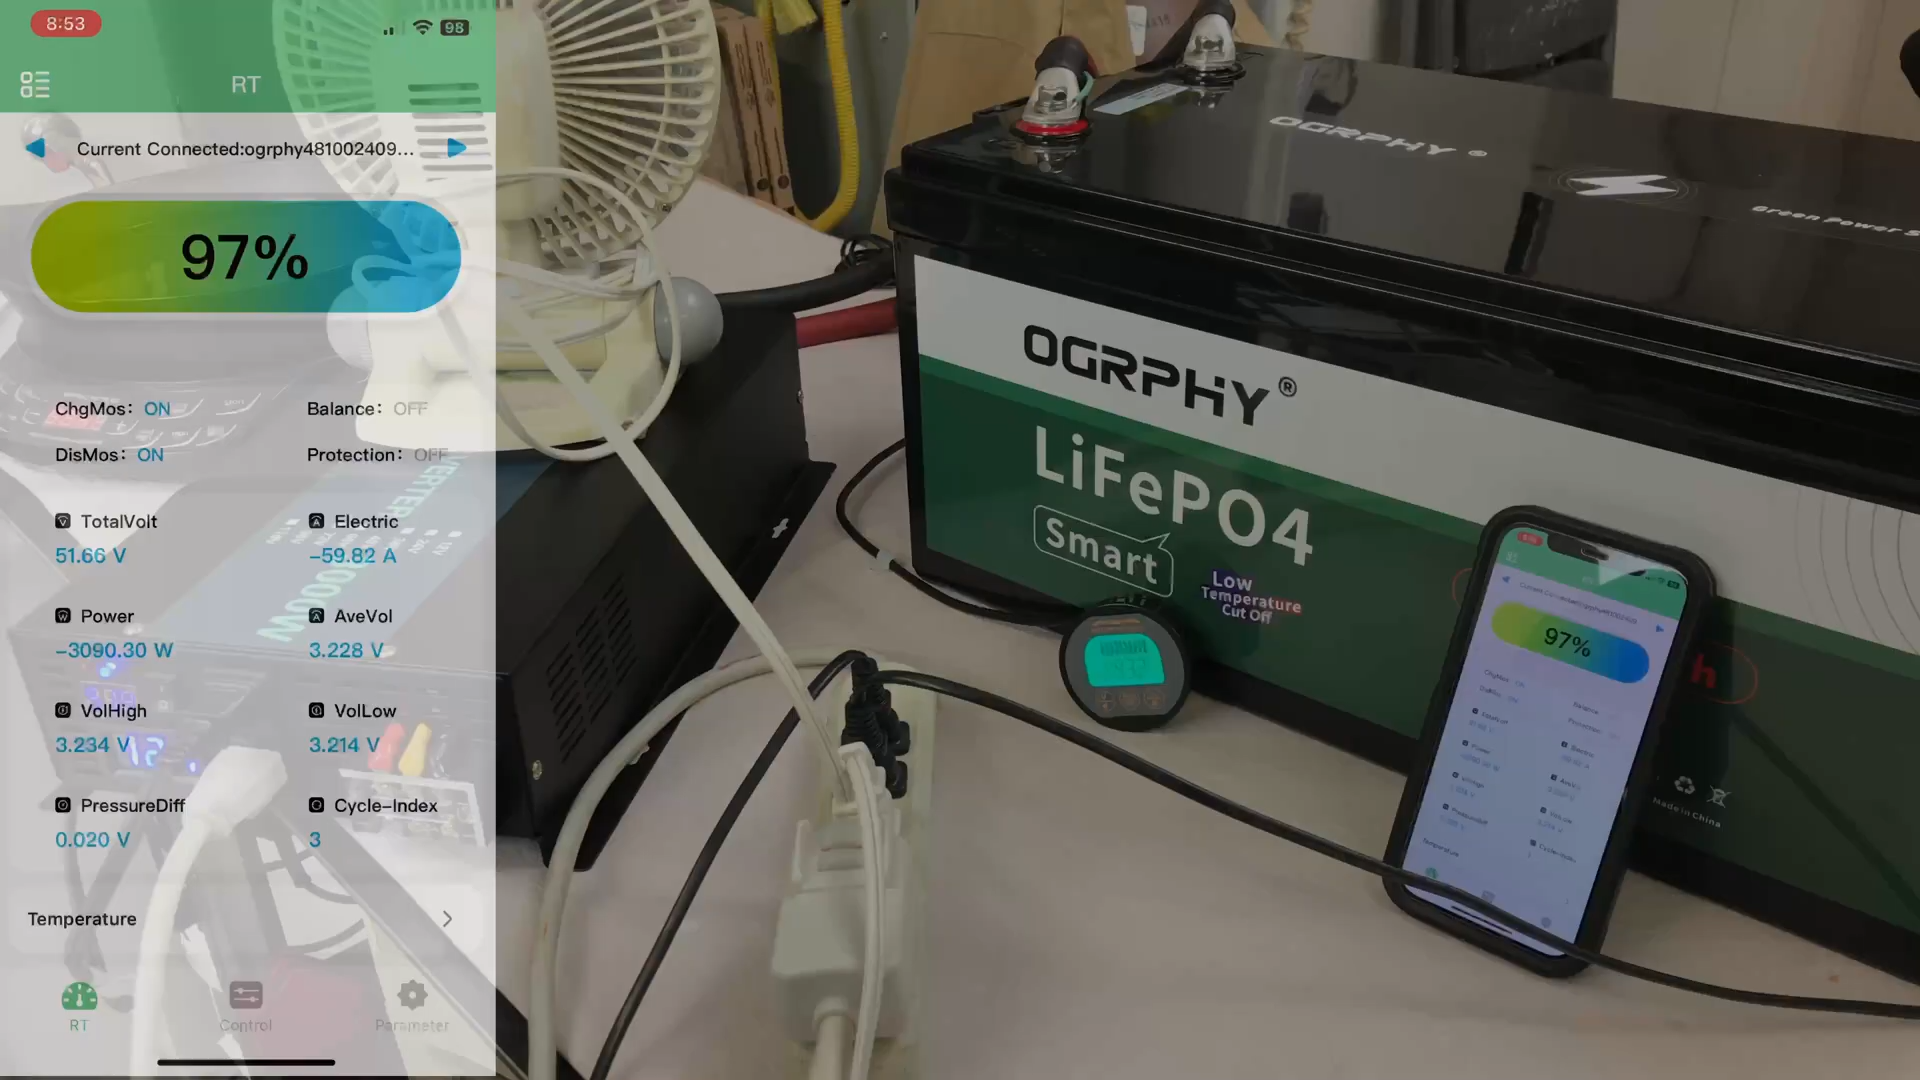 8:53
98
RT
Current Connected:ogrphy481002409...
97%
ChgMos: ON
Balance: OFF
DisMos: ON
Protection: OFF
TotalVolt
Electric
51.66 V
-59.82 A
Power
AveVol
-3090.30 W
3.228 V
VolHigh
VolLow
3.234 V
3.214 V
PressureDiff
Cycle-Index
0.020 V
3
Temperature
RT
Control
Parameter
OGRPHY ®
Green Power S
OGRPHY ®
LiFePO4
Smart
Low
Temperature
Cut Off
h
Made in China
97%